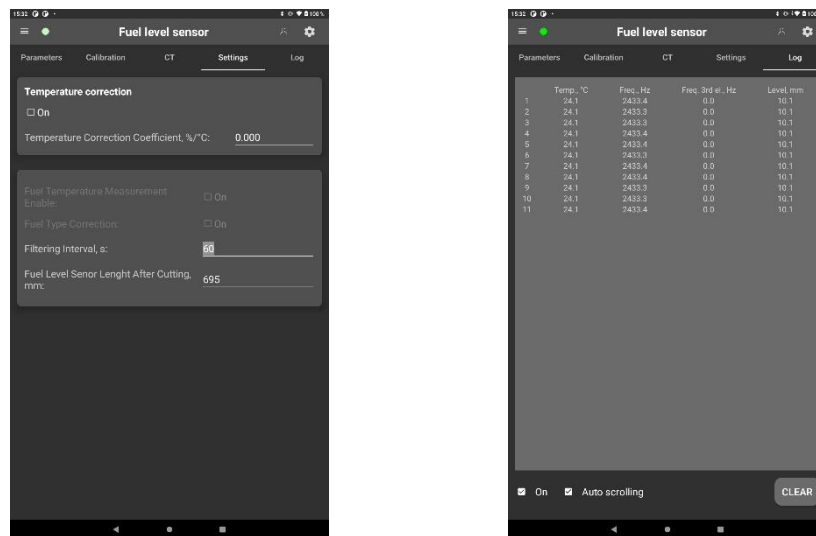 15:32
100%
Fuel level sensor
Parameters Calibration CT Settings Log
Temperature correction
On
Temperature Correction Coefficient, %/°C: 0.000
Fuel Temperature Measurement
Enable:
On
Fuel Type Correction: On
Filtering Interval, s: 60
Fuel Level Senor Lenght After Cutting,
mm:
695
15:32
100
Fuel level sensor
Parameters Calibration CT Settings Log
Temp., °C Freq., Hz Freq. 3rd el., Hz Level, mm
1 24.1 2433.4 0.0 10.1
2 24.1 2433.3 0.0 10.1
3 24.1 2433.3 0.0 10.1
4 24.1 2433.4 0.0 10.1
5 24.1 2433.4 0.0 10.1
6 24.1 2433.3 0.0 10.1
7 24.1 2433.4 0.0 10.1
8 24.1 2433.4 0.0 10.1
9 24.1 2433.3 0.0 10.1
10 24.1 2433.3 0.0 10.1
11 24.1 2433.4 0.0 10.1
On Auto scrolling CLEAR